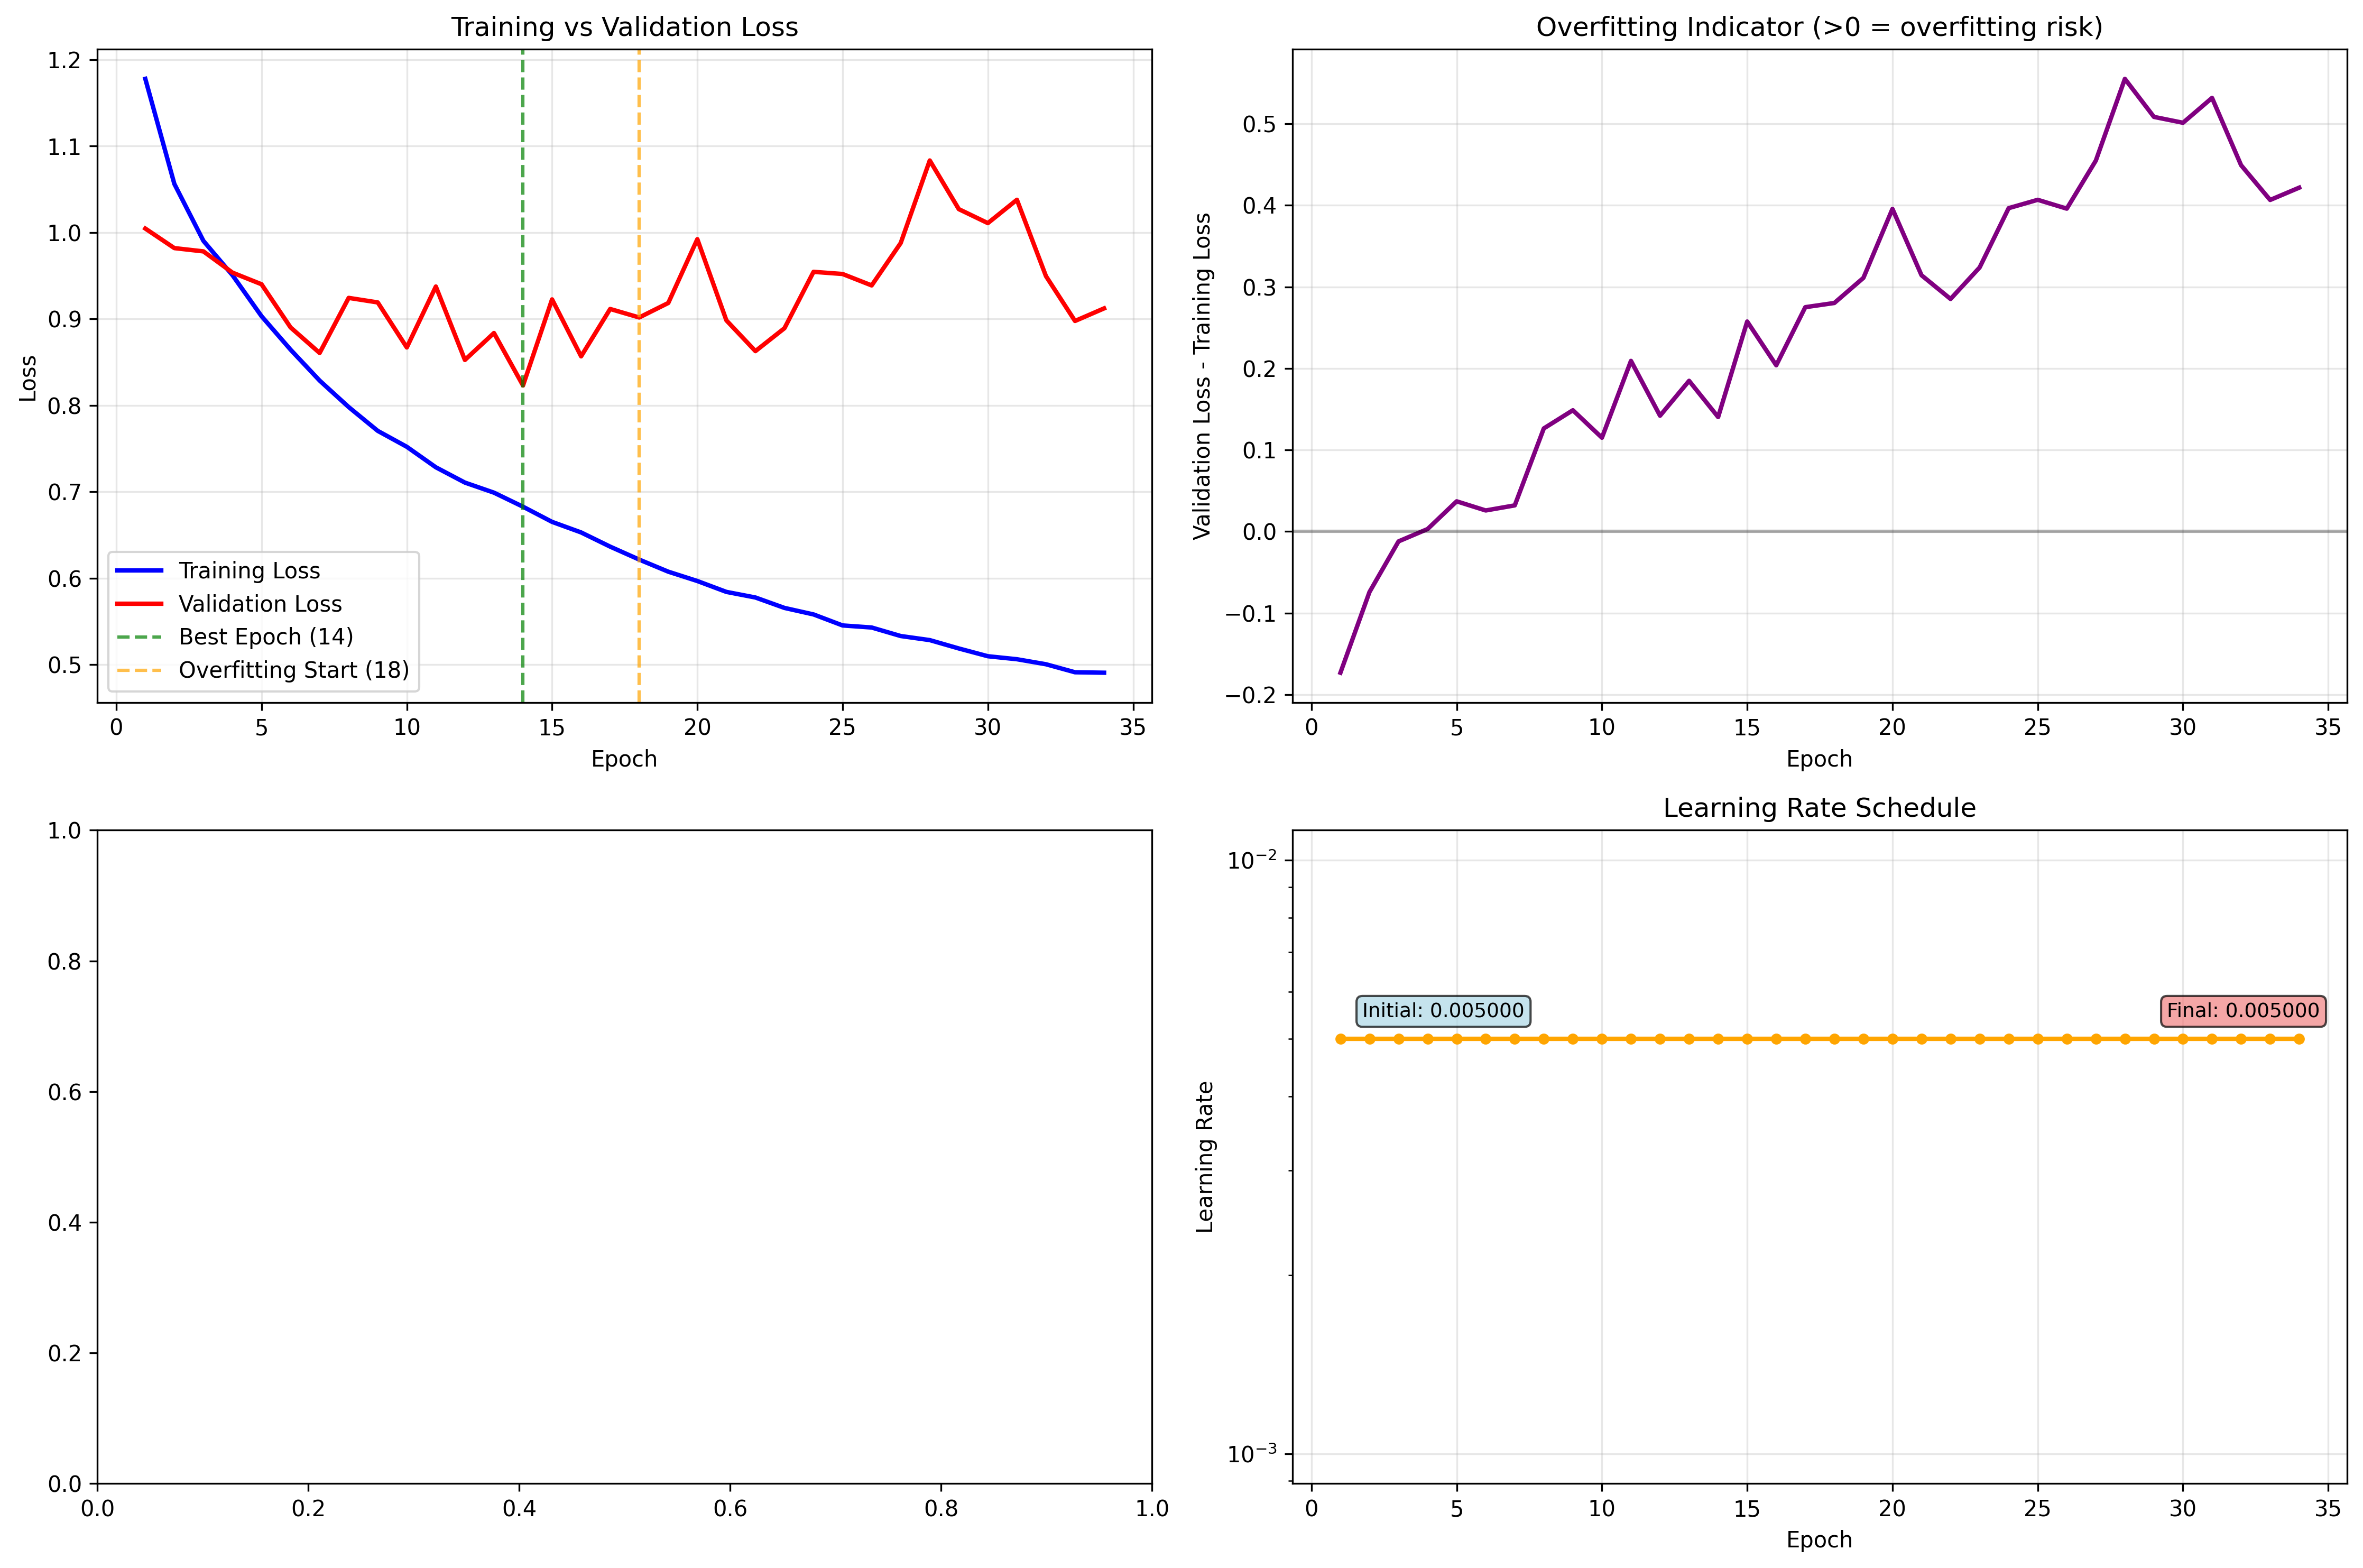 Training vs Validation Loss
1.2
1.1
1.0
0.9
0.8
0.7
0.6
0.5
Loss
Training Loss
Validation Loss
Best Epoch (14)
Overfitting Start (18)
0 5 10 15 20 25 30 35
Epoch
Overfitting Indicator (>0 = overfitting risk)
0.5
0.4
0.3
0.2
0.1
0.0
−0.1
−0.2
Validation Loss - Training Loss
0 5 10 15 20 25 30 35
Epoch
1.0
0.8
0.6
0.4
0.2
0.0
0.0 0.2 0.4 0.6 0.8 1.0
Learning Rate Schedule
10⁻²
10⁻³
Learning Rate
Initial: 0.005000
Final: 0.005000
0 5 10 15 20 25 30 35
Epoch